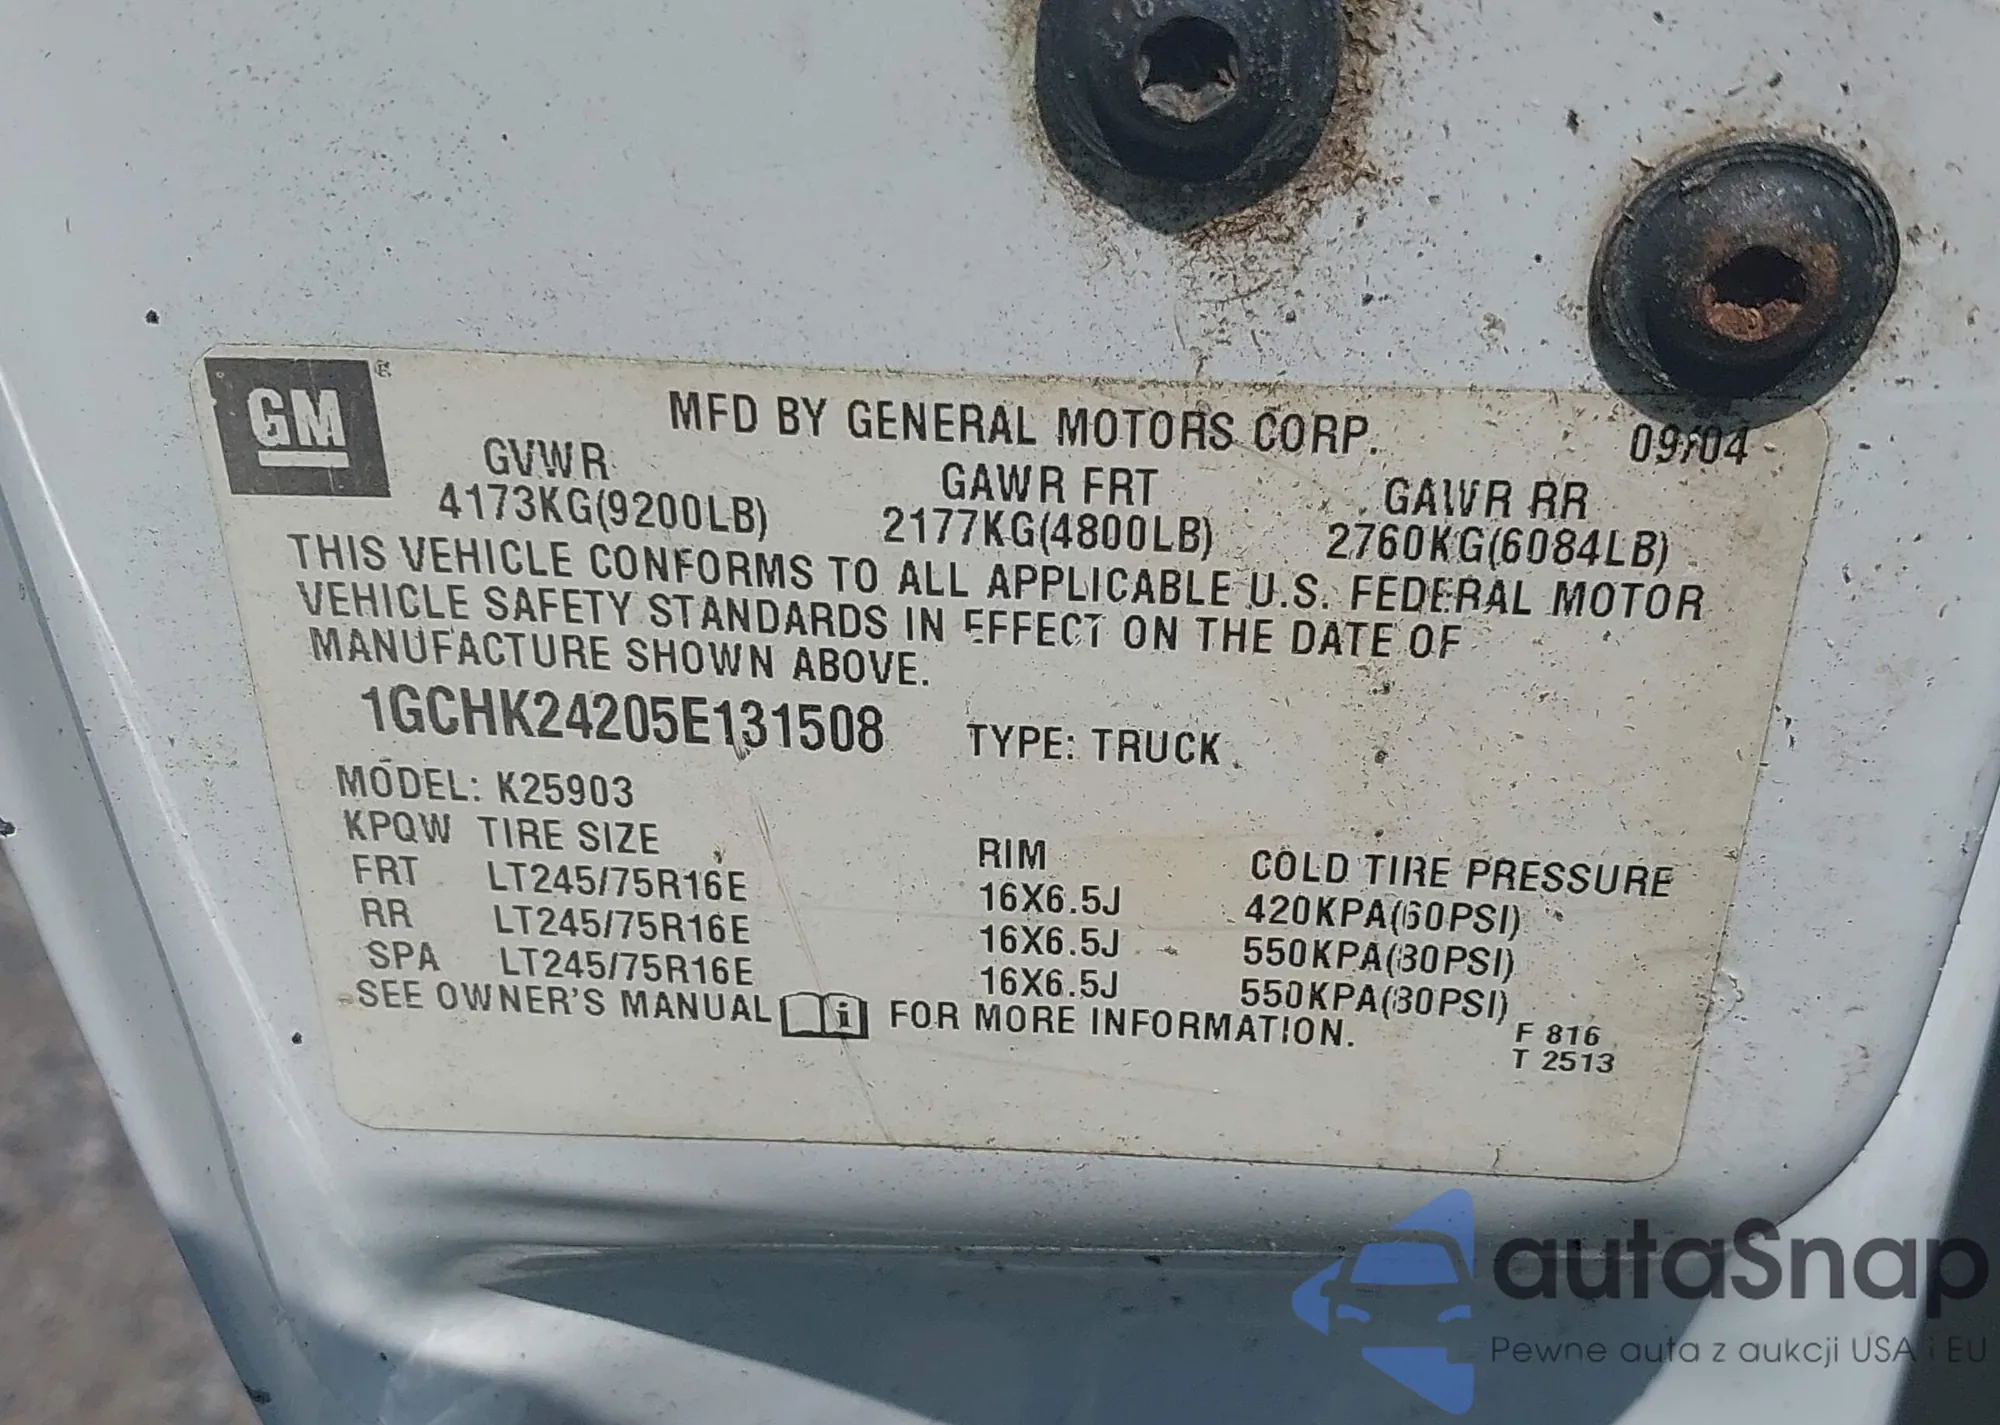 GM ®
MFD BY GENERAL MOTORS CORP. 09/04
GVWR GAWR FRT GAWR RR
4173KG(9200LB) 2177KG(4800LB) 2760KG(6084LB)
THIS VEHICLE CONFORMS TO ALL APPLICABLE U.S. FEDERAL MOTOR
VEHICLE SAFETY STANDARDS IN EFFECT ON THE DATE OF
MANUFACTURE SHOWN ABOVE.
1GCHK24205E131508 TYPE: TRUCK
MODEL: K25903
KPQW TIRE SIZE RIM COLD TIRE PRESSURE
FRT LT245/75R16E 16X6.5J 420KPA(60PSI)
RR LT245/75R16E 16X6.5J 550KPA(80PSI)
SPA LT245/75R16E 16X6.5J 550KPA(80PSI)
SEE OWNER'S MANUAL i FOR MORE INFORMATION.
F 816
T 2513
autaSnap
Pewne auta z aukcji USA i EU